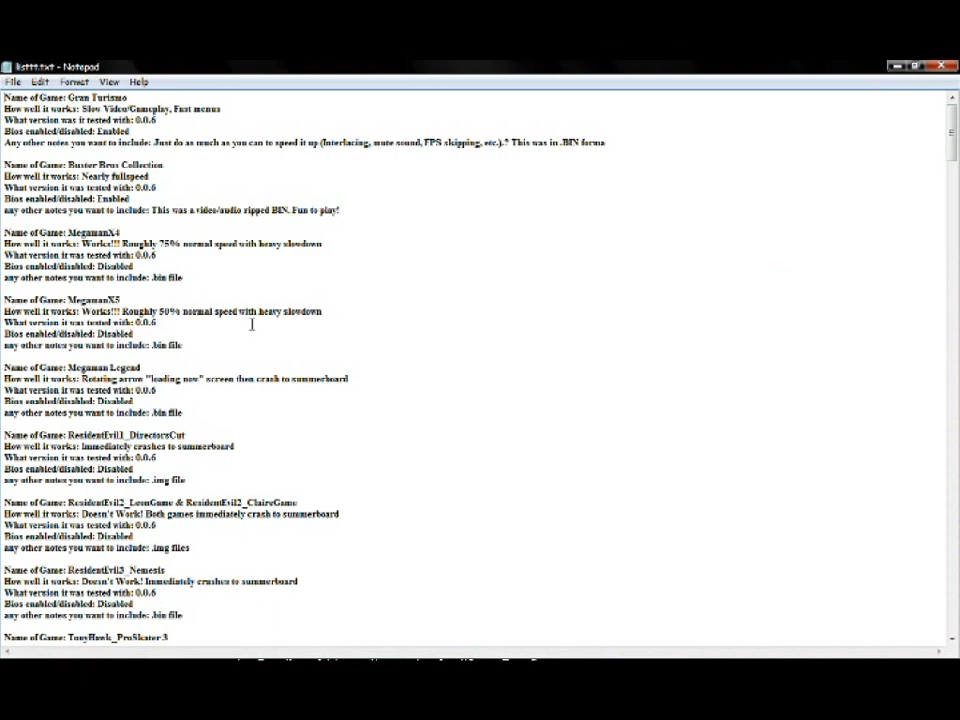 listtt.txt - Notepad
File Edit Format View Help
Name of Game: Gran Turismo
How well it works: Slow Video/Gameplay, Fast menus
What version was it tested with: 0.0.6
Bios enabled/disabled: Enabled
Any other notes you want to include: Just do as much as you can to speed it up (Interlacing, mute sound, FPS skipping, etc.).? This was in .BIN forma
Name of Game: Buster Bros Collection
How well it works: Nearly fullspeed
What version it was tested with: 0.0.6
Bios enabled/disabled: Enabled
any other notes you want to include: This was a video/audio ripped BIN. Fun to play!
Name of Game: MegamanX4
How well it works: Works!!! Roughly 75% normal speed with heavy slowdown
What version it was tested with: 0.0.6
Bios enabled/disabled: Disabled
any other notes you want to include: .bin file
Name of Game: MegamanX5
How well it works: Works!!! Roughly 50% normal speed with heavy slowdown
What version it was tested with: 0.0.6
Bios enabled/disabled: Disabled
any other notes you want to include: .bin file
Name of Game: Megaman Legend
How well it works: Rotating arrow "loading now" screen then crash to summerboard
What version it was tested with: 0.0.6
Bios enabled/disabled: Disabled
any other notes you want to include: .bin file
Name of Game: ResidentEvil1_DirectorsCut
How well it works: Immediately crashes to summerboard
What version it was tested with: 0.0.6
Bios enabled/disabled: Disabled
any other notes you want to include: .img file
Name of Game: ResidentEvil2_LeonGame & ResidentEvil2_ClaireGame
How well it works: Doesn't Work! Both games immediately crash to summerboard
What version it was tested with: 0.0.6
Bios enabled/disabled: Disabled
any other notes you want to include: .img files
Name of Game: ResidentEvil3_Nemesis
How well it works: Doesn't Work! Immediately crashes to summerboard
What version it was tested with: 0.0.6
Bios enabled/disabled: Disabled
any other notes you want to include: .bin file
Name of Game: TonyHawk_ProSkater 3